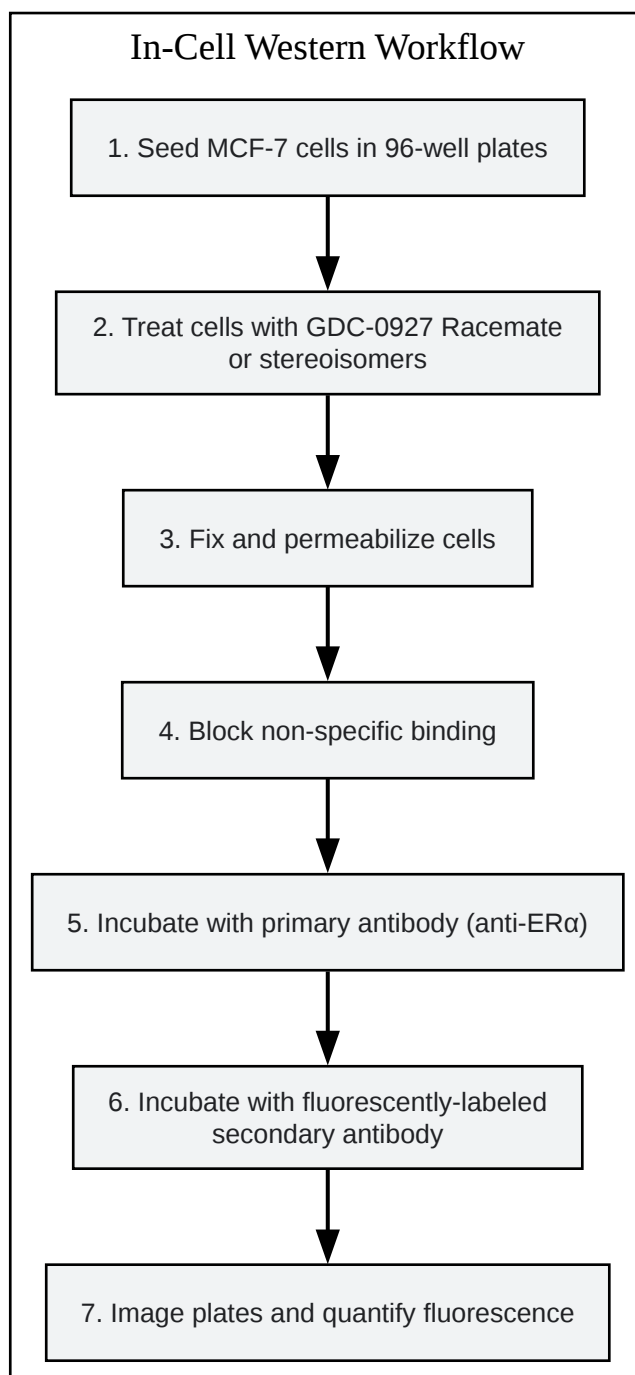 In-Cell Western Workflow
1. Seed MCF-7 cells in 96-well plates
2. Treat cells with GDC-0927 Racemate
or stereoisomers
3. Fix and permeabilize cells
4. Block non-specific binding
5. Incubate with primary antibody (anti-ERα)
6. Incubate with fluorescently-labeled
secondary antibody
7. Image plates and quantify fluorescence